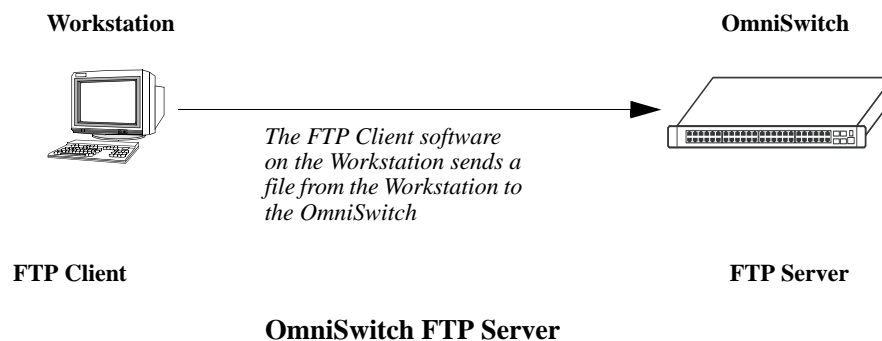 Workstation
OmniSwitch
The FTP Client software
on the Workstation sends a
file from the Workstation to
the OmniSwitch
FTP Client
FTP Server
OmniSwitch FTP Server